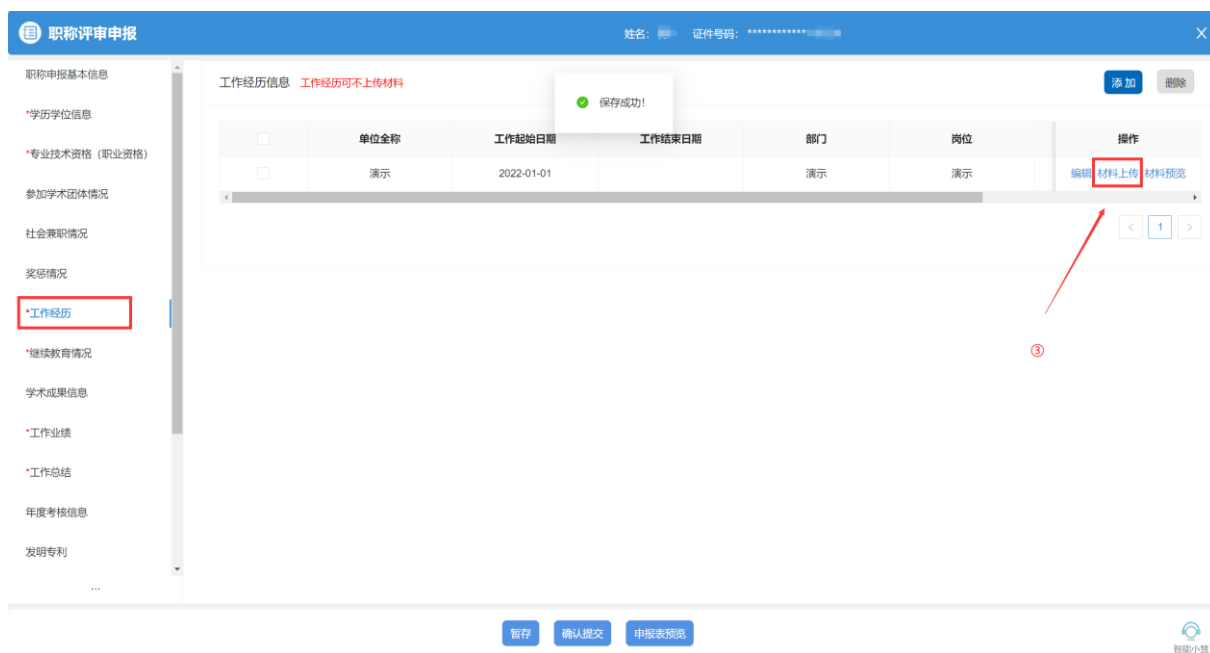 职称评审申报
姓名： 证件号码：************
X
职称申报基本信息
*学历学位信息
*专业技术资格（职业资格）
参加学术团体情况
社会兼职情况
奖惩情况
*工作经历
*继续教育情况
学术成果信息
*工作业绩
*工作总结
年度考核信息
发明专利
...
工作经历信息 工作经历可不上传材料
添加 删除
保存成功！
单位全称 工作起始日期 工作结束日期 部门 岗位 操作
演示 2022-01-01 演示 演示 编辑 材料上传 材料预览
< 1 >
③
暂存 确认提交 申报表预览
智能小慧